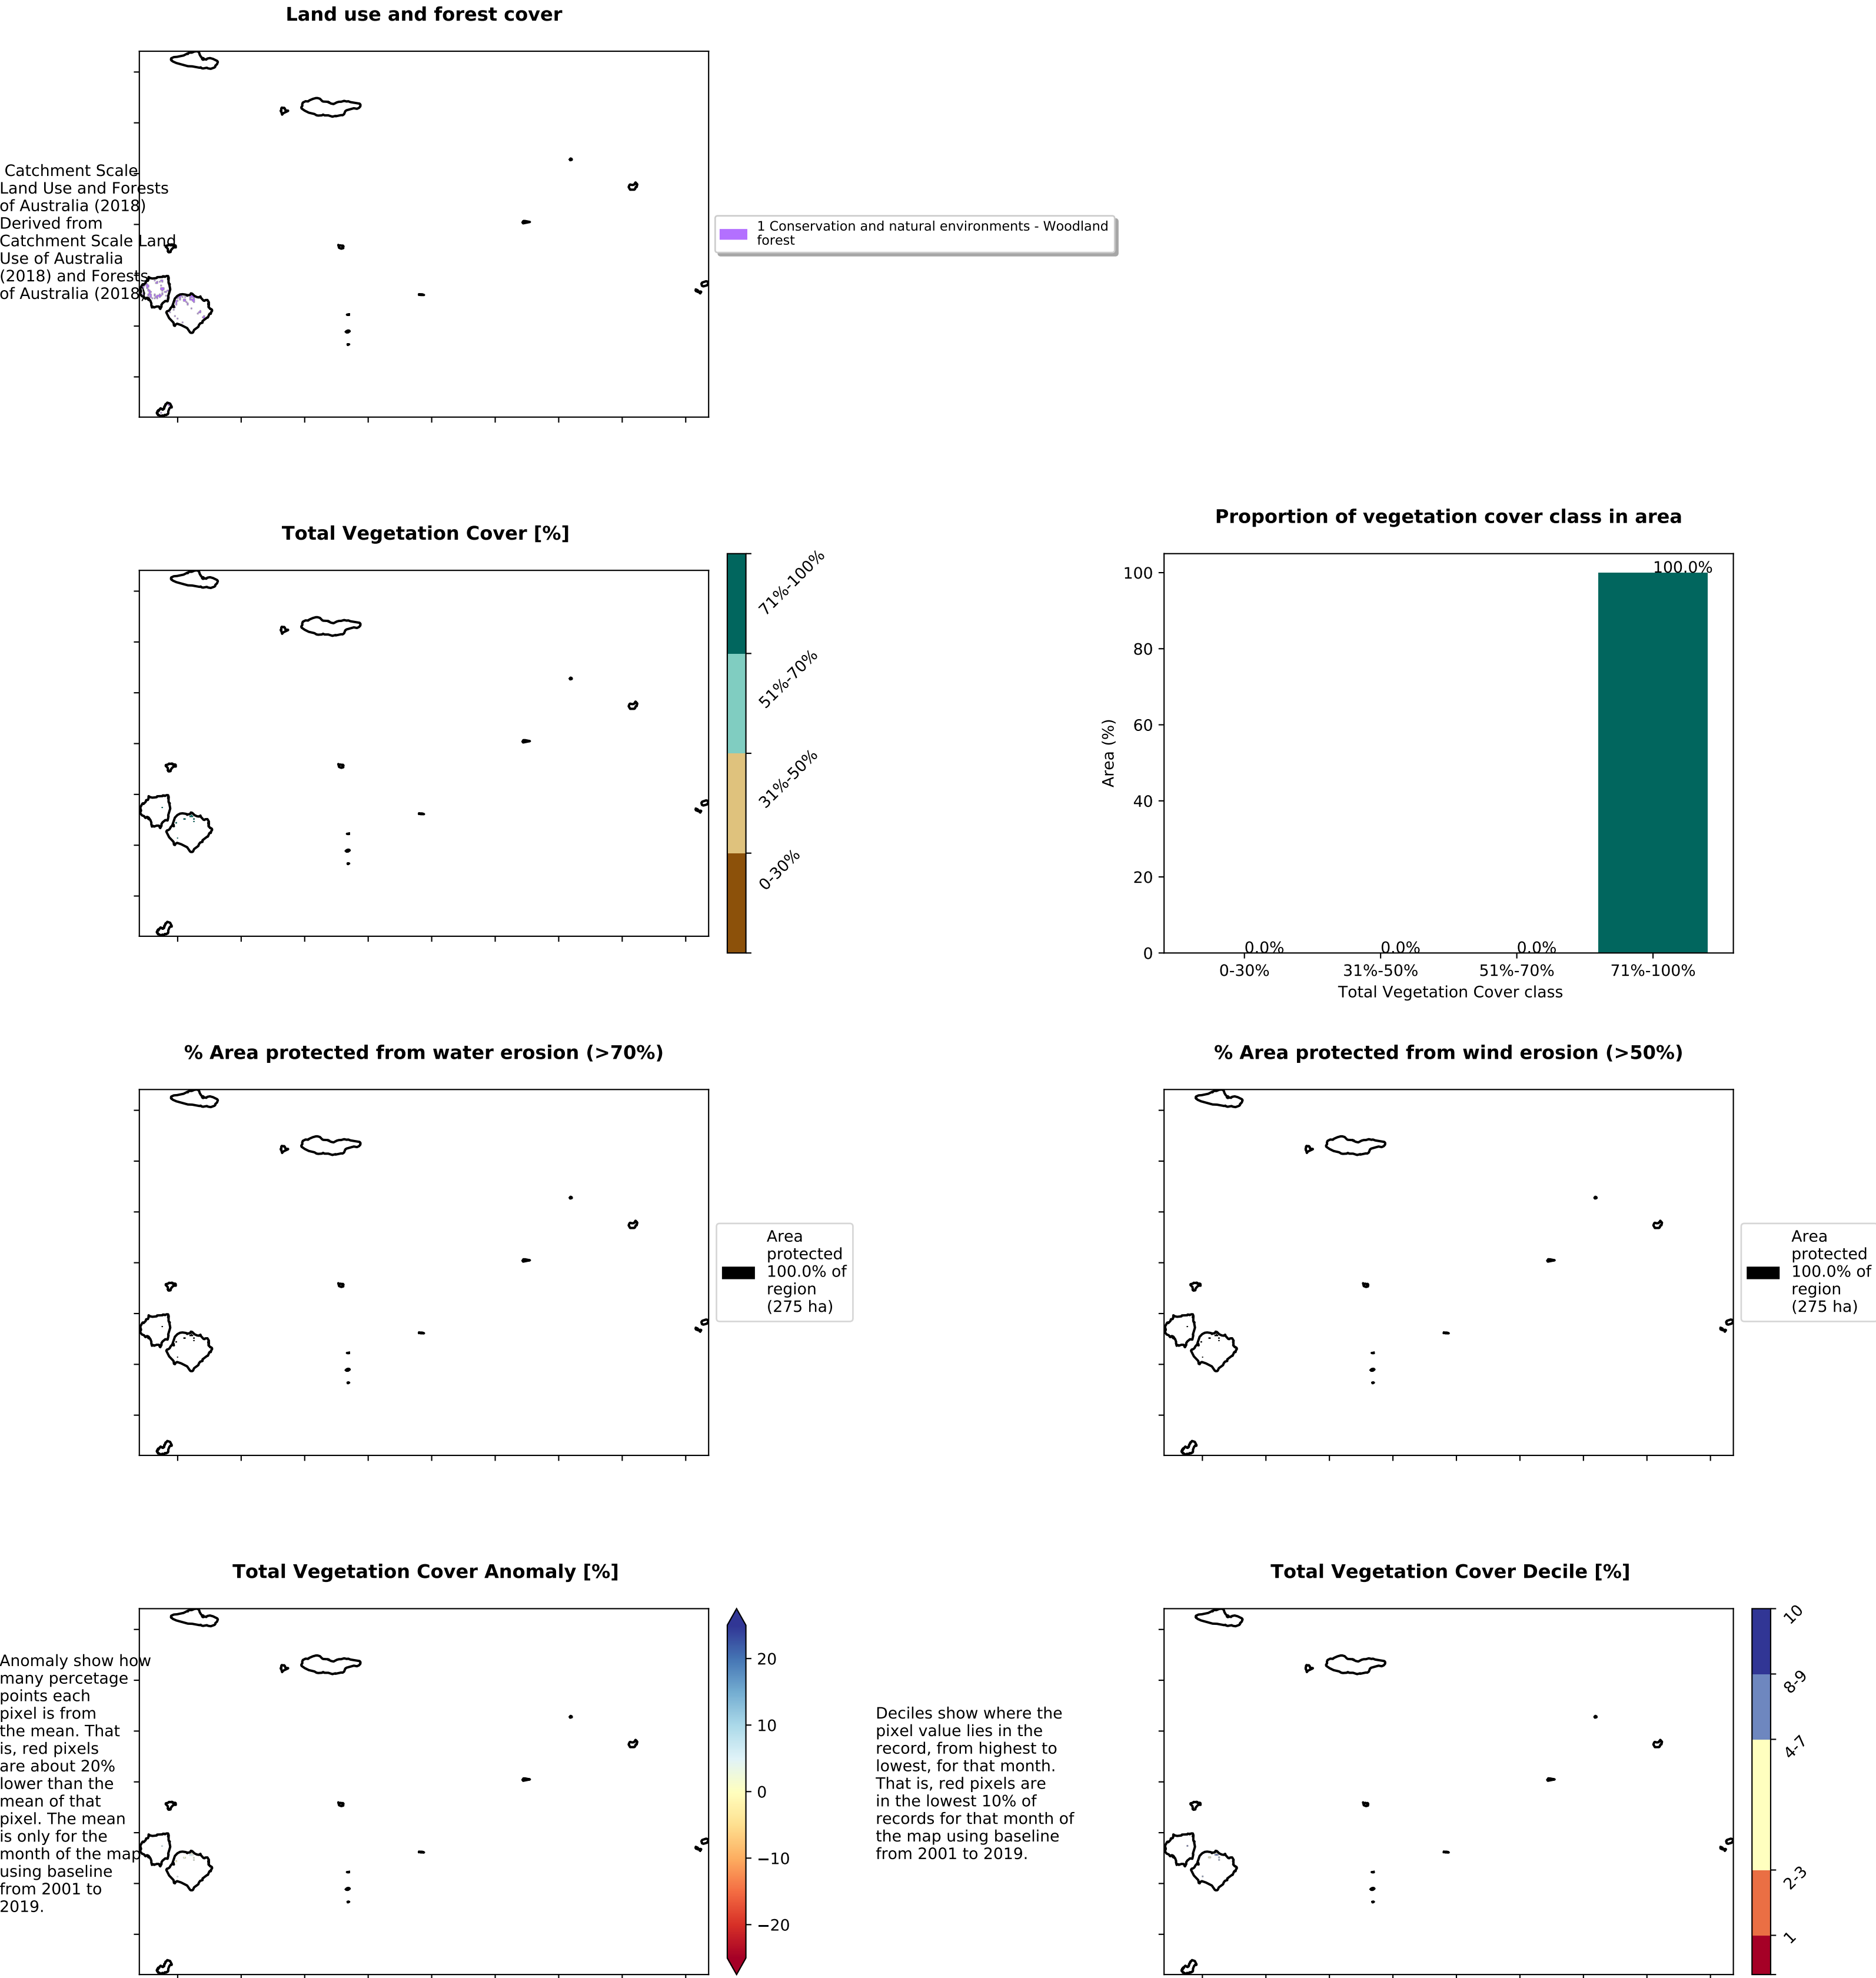 Land use and forest cover
Catchment Scale
Land Use and Forests
of Australia (2018)
Derived from
Catchment Scale Land
Use of Australia
(2018) and Forests
of Australia (2018)
1 Conservation and natural environments - Woodland
forest
Total Vegetation Cover [%]
71%-100%
51%-70%
31%-50%
0-30%
Proportion of vegetation cover class in area
100
80
60
40
20
0
Area (%)
0.0%
0.0%
0.0%
100.0%
0-30%
31%-50%
51%-70%
71%-100%
Total Vegetation Cover class
% Area protected from water erosion (>70%)
Area
protected
100.0% of
region
(275 ha)
% Area protected from wind erosion (>50%)
Area
protected
100.0% of
region
(275 ha)
Total Vegetation Cover Anomaly [%]
Anomaly show how
many percetage
points each
pixel is from
the mean. That
is, red pixels
are about 20%
lower than the
mean of that
pixel. The mean
is only for the
month of the map
using baseline
from 2001 to
2019.
20
10
0
−10
−20
Total Vegetation Cover Decile [%]
Deciles show where the
pixel value lies in the
record, from highest to
lowest, for that month.
That is, red pixels are
in the lowest 10% of
records for that month of
the map using baseline
from 2001 to 2019.
10
8-9
4-7
2-3
1